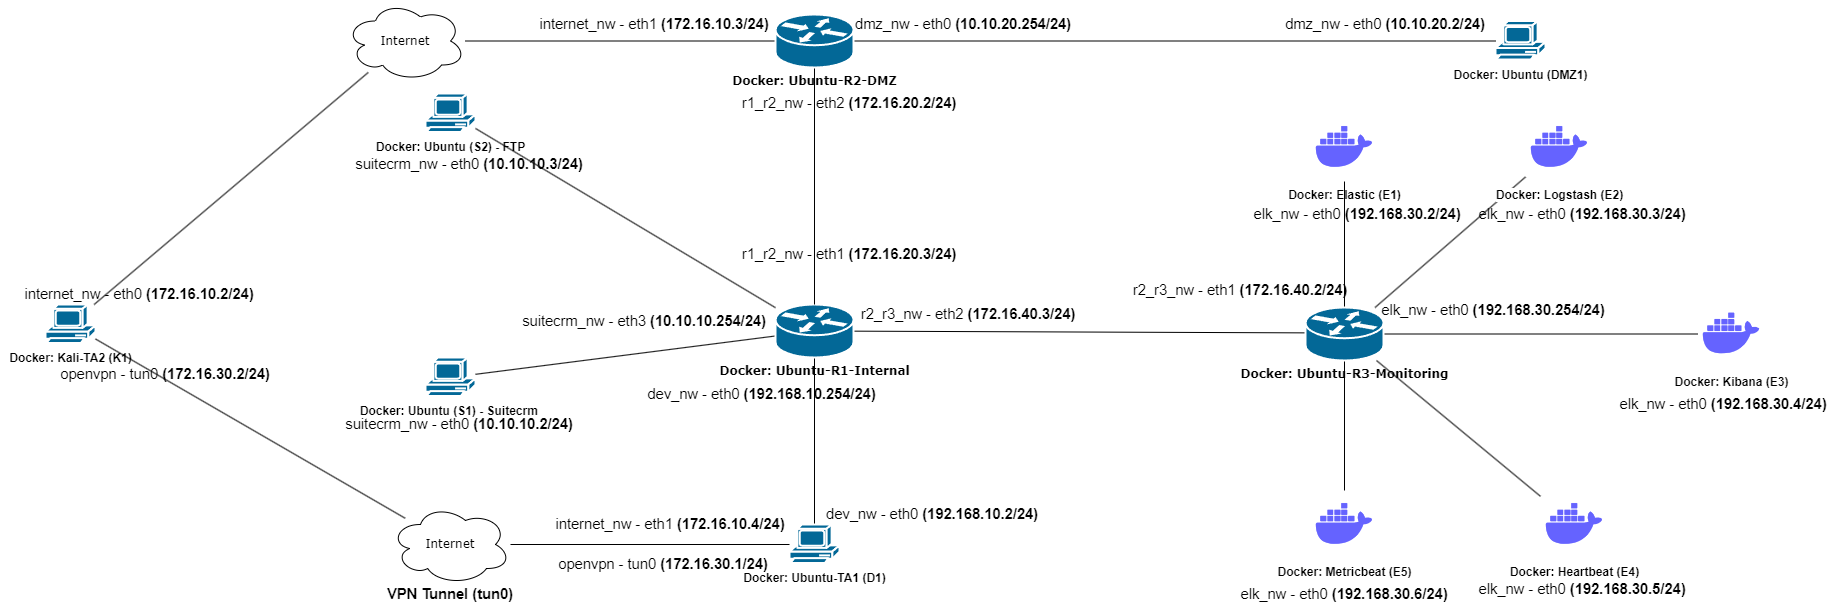 internet_nw - eth1 (172.16.10.3/24)
dmz_nw - eth0 (10.10.20.254/24)
dmz_nw - eth0 (10.10.20.2/24)
Internet
Docker: Ubuntu-R2-DMZ
Docker: Ubuntu (DMZ1)
r1_r2_nw - eth2 (172.16.20.2/24)
Docker: Ubuntu (S2) - FTP
suitecrm_nw - eth0 (10.10.10.3/24)
Docker: Elastic (E1)
elk_nw - eth0 (192.168.30.2/24)
Docker: Logstash (E2)
elk_nw - eth0 (192.168.30.3/24)
r1_r2_nw - eth1 (172.16.20.3/24)
internet_nw - eth0 (172.16.10.2/24)
r2_r3_nw - eth1 (172.16.40.2/24)
suitecrm_nw - eth3 (10.10.10.254/24)
r2_r3_nw - eth2 (172.16.40.3/24)
elk_nw - eth0 (192.168.30.254/24)
Docker: Kali-TA2 (K1)
openvpn - tun0 (172.16.30.2/24)
Docker: Ubuntu-R1-Internal
Docker: Ubuntu-R3-Monitoring
Docker: Kibana (E3)
elk_nw - eth0 (192.168.30.4/24)
dev_nw - eth0 (192.168.10.254/24)
Docker: Ubuntu (S1) - Suitecrm
suitecrm_nw - eth0 (10.10.10.2/24)
internet_nw - eth1 (172.16.10.4/24)
dev_nw - eth0 (192.168.10.2/24)
Internet
openvpn - tun0 (172.16.30.1/24)
Docker: Ubuntu-TA1 (D1)
VPN Tunnel (tun0)
Docker: Metricbeat (E5)
elk_nw - eth0 (192.168.30.6/24)
Docker: Heartbeat (E4)
elk_nw - eth0 (192.168.30.5/24)